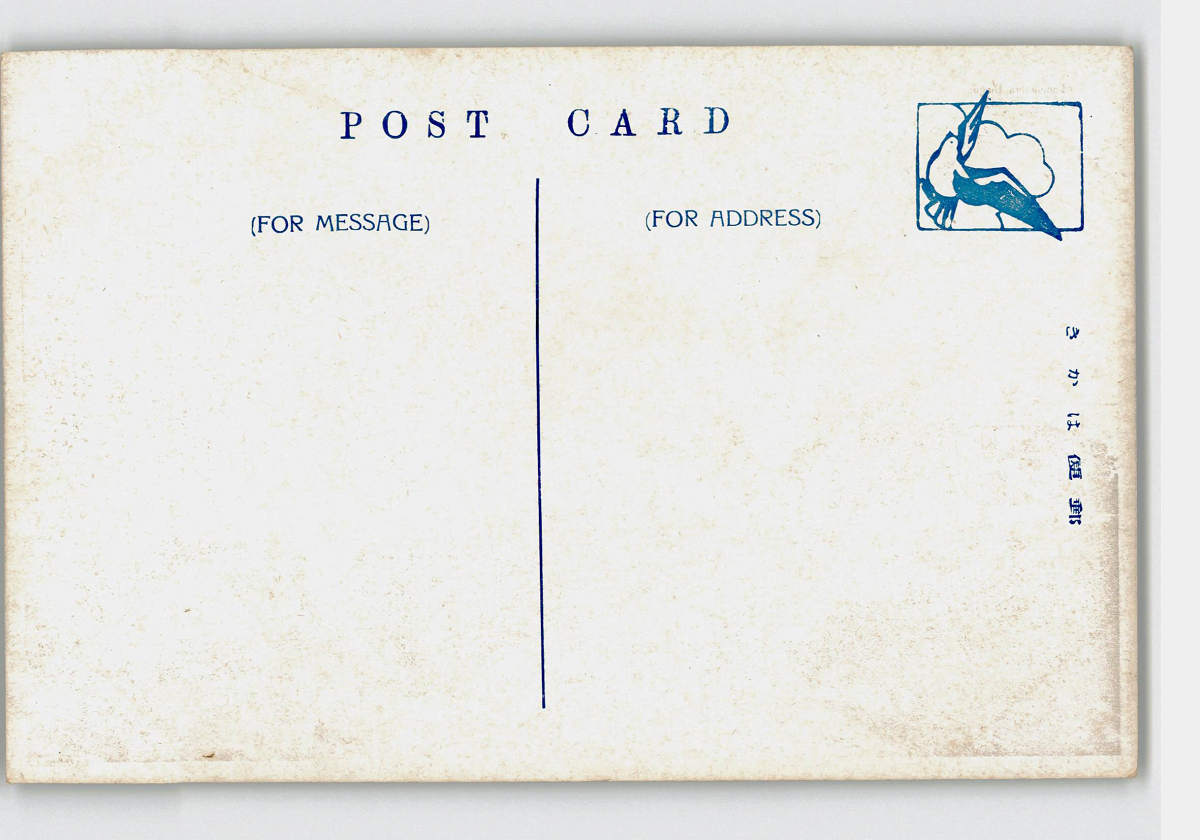 POST CARD
(FOR MESSAGE)
(FOR ADDRESS)
きかは便郵